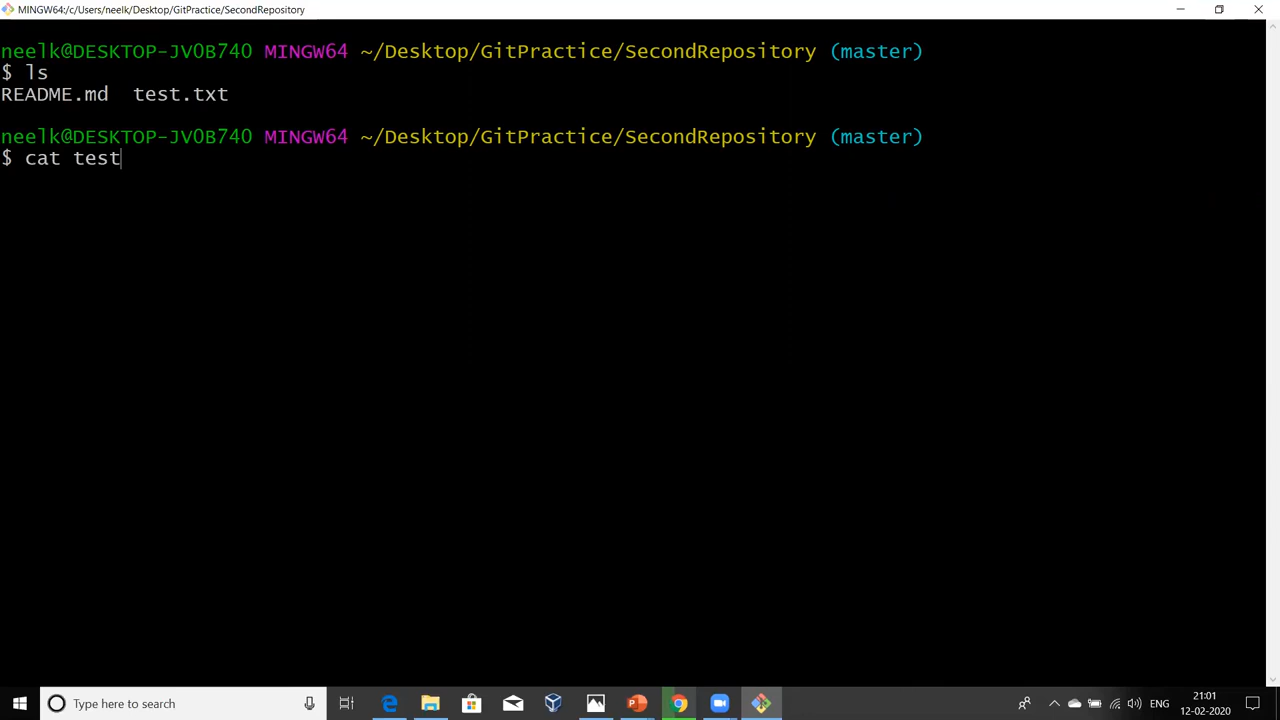 MINGW64:/c/Users/neelk/Desktop/GitPractice/SecondRepository
neelk@DESKTOP-JV0B740 MINGW64 ~/Desktop/GitPractice/SecondRepository (master)
$ ls
README.md  test.txt
neelk@DESKTOP-JV0B740 MINGW64 ~/Desktop/GitPractice/SecondRepository (master)
$ cat test
Type here to search
ENG
21:01
12-02-2020